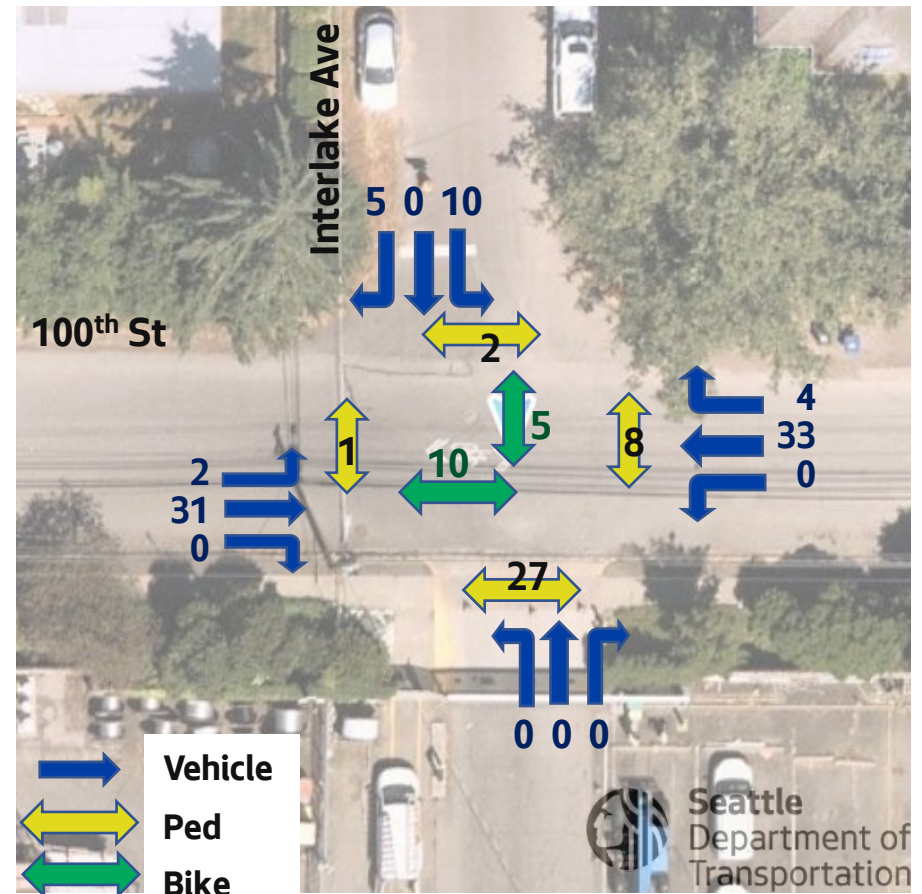 Interlake Ave
5 0 10
100th St
2
4
5
33
1
8
10
0
2
31
0
27
0 0 0
Vehicle
Ped
Bike
Seattle
Department of
Transportation